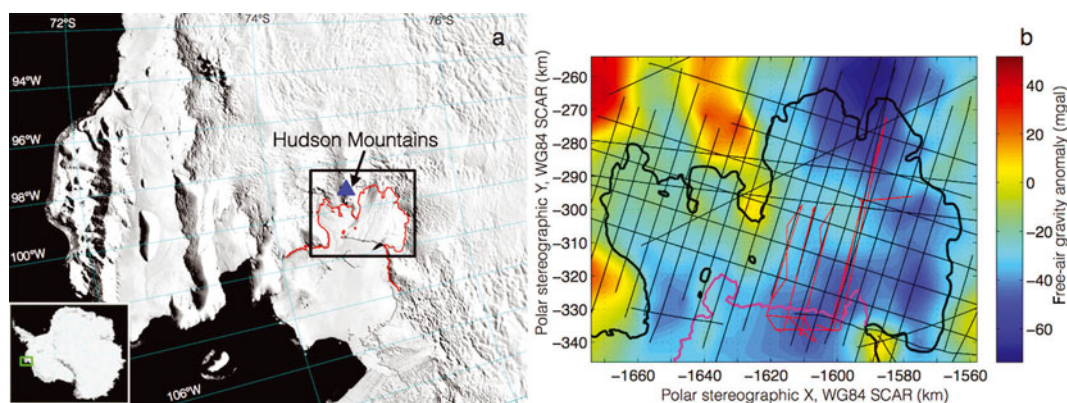 72°S
74°S
76°S
a
94°W
96°W
98°W
100°W
106°W
Hudson Mountains
b
Polar stereographic Y, WG84 SCAR (km)
−260
−270
−280
−290
−300
−310
−320
−330
−340
−1660
−1640
−1620
−1600
−1580
−1560
Polar stereographic X, WG84 SCAR (km)
40
20
0
−20
−40
−60
Free-air gravity anomaly (mgal)